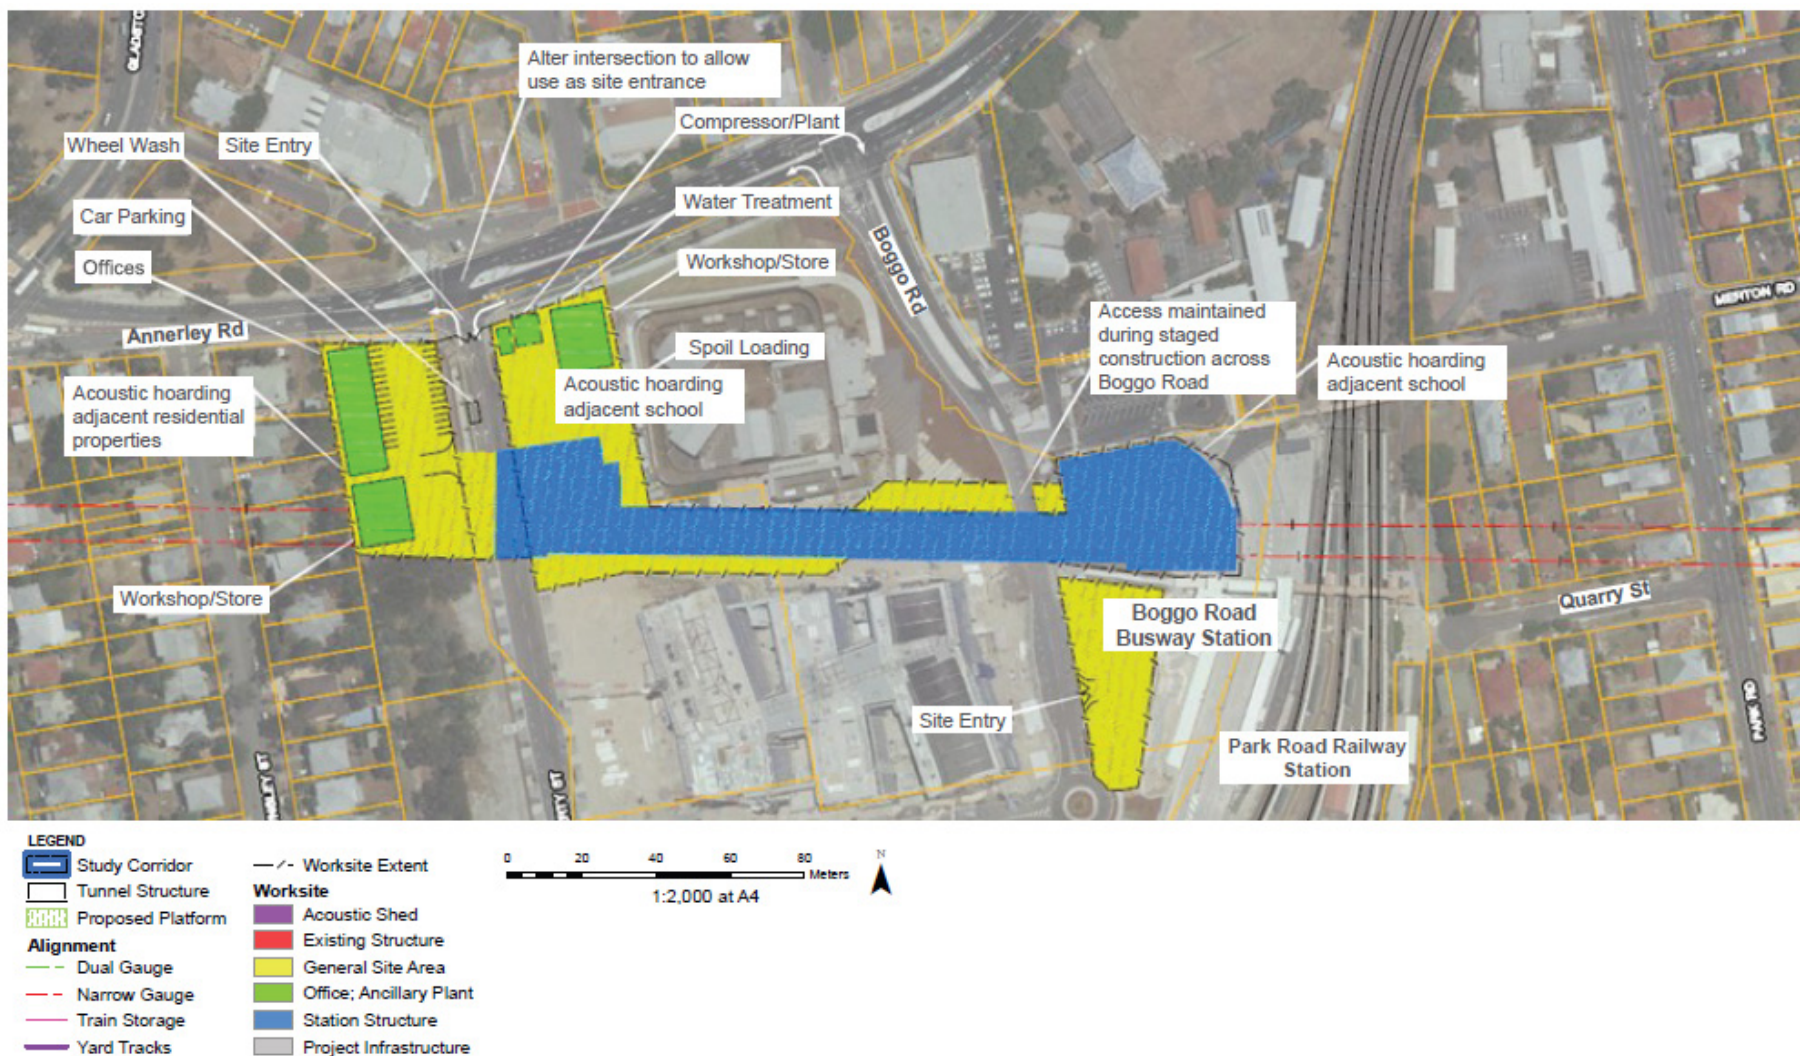 Alter intersection to allow
use as site entrance
Compressor/Plant
Wheel Wash
Site Entry
Car Parking
Water Treatment
Offices
Workshop/Store
Boggo Rd
MERTON RD
Annerley Rd
Spoil Loading
Access maintained
during staged
construction across
Boggo Road
Acoustic hoarding
adjacent school
Acoustic hoarding
adjacent residential
properties
Acoustic hoarding
adjacent school
Workshop/Store
Quarry St
Boggo Road
Busway Station
Site Entry
PARK RD
Park Road Railway
Station
LEGEND
Study Corridor
Tunnel Structure
Proposed Platform
Alignment
Dual Gauge
Narrow Gauge
Train Storage
Yard Tracks
Worksite Extent
Worksite
Acoustic Shed
Existing Structure
General Site Area
Office; Ancillary Plant
Station Structure
Project Infrastructure
0 20 40 60 80
Meters
1:2,000 at A4
N